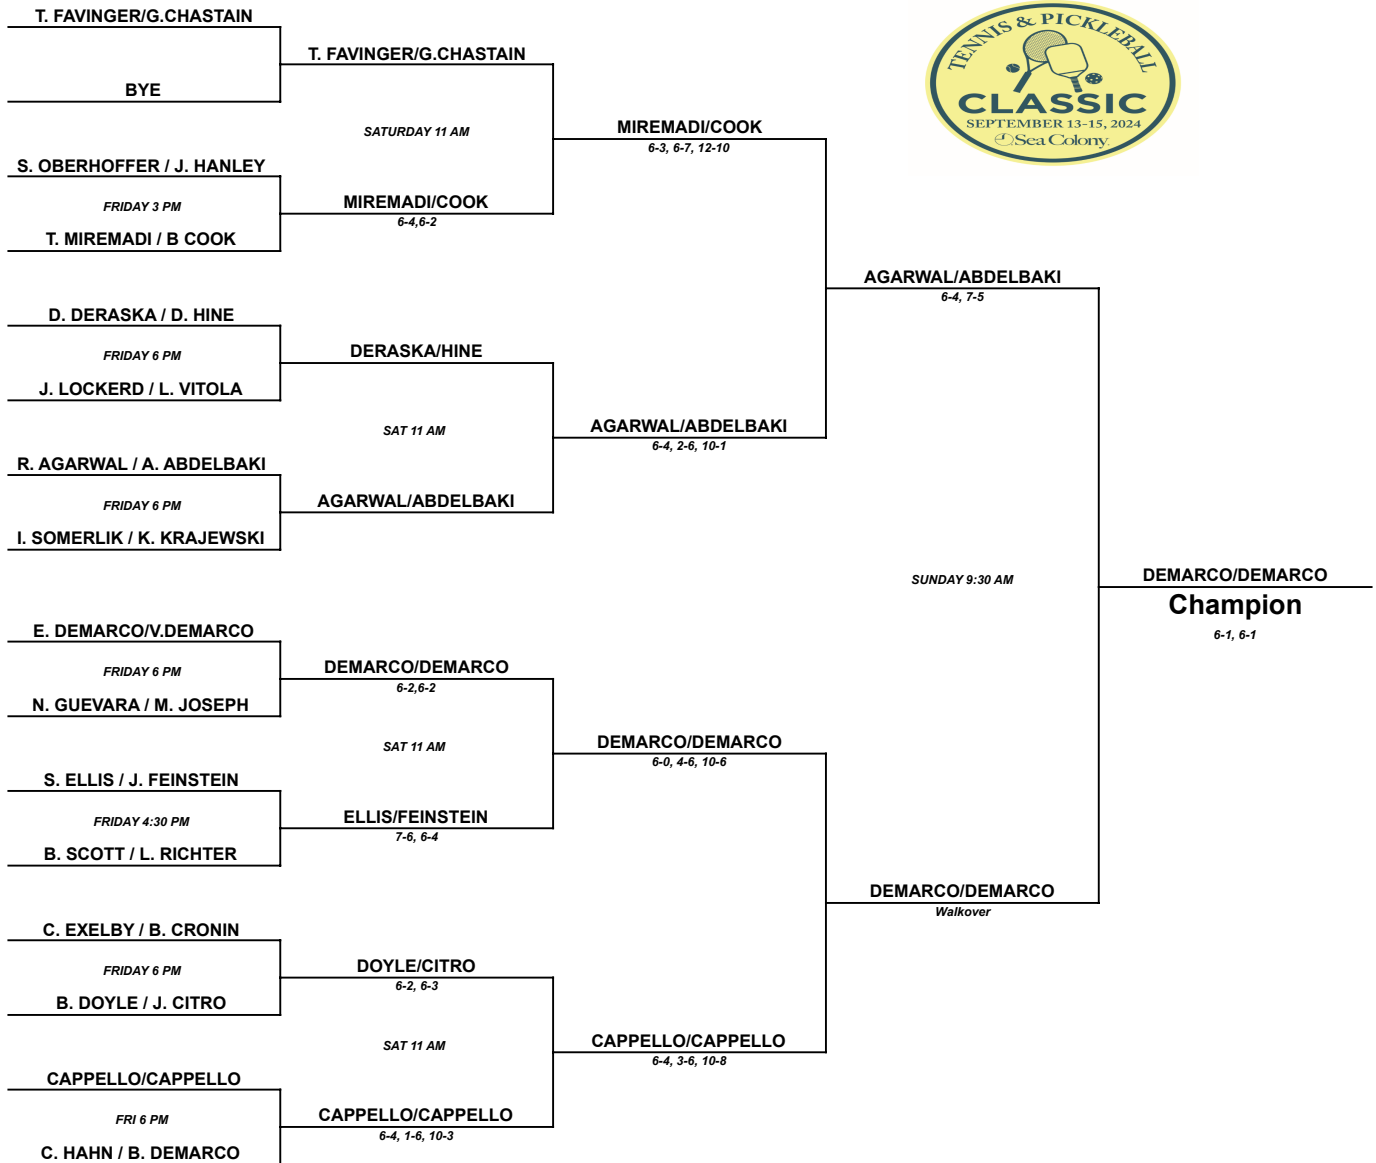 T. FAVINGER/G.CHASTAIN
BYE
S. OBERHOFFER / J. HANLEY
FRIDAY 3 PM
T. MIREMADI / B COOK
D. DERASKA / D. HINE
FRIDAY 6 PM
J. LOCKERD / L. VITOLA
R. AGARWAL / A. ABDELBAKI
FRIDAY 6 PM
I. SOMERLIK / K. KRAJEWSKI
E. DEMARCO/V.DEMARCO
FRIDAY 6 PM
N. GUEVARA / M. JOSEPH
S. ELLIS / J. FEINSTEIN
FRIDAY 4:30 PM
B. SCOTT / L. RICHTER
C. EXELBY / B. CRONIN
FRIDAY 6 PM
B. DOYLE / J. CITRO
CAPPELLO/CAPPELLO
FRI 6 PM
C. HAHN / B. DEMARCO
T. FAVINGER/G.CHASTAIN
SATURDAY 11 AM
MIREMADI/COOK
6-4,6-2
DERASKA/HINE
SAT 11 AM
AGARWAL/ABDELBAKI
DEMARCO/DEMARCO
6-2,6-2
SAT 11 AM
ELLIS/FEINSTEIN
7-6, 6-4
DOYLE/CITRO
6-2, 6-3
SAT 11 AM
CAPPELLO/CAPPELLO
6-4, 1-6, 10-3
MIREMADI/COOK
6-3, 6-7, 12-10
AGARWAL/ABDELBAKI
6-4, 2-6, 10-1
DEMARCO/DEMARCO
6-0, 4-6, 10-6
CAPPELLO/CAPPELLO
6-4, 3-6, 10-8
TENNIS & PICKLEBALL
CLASSIC
SEPTEMBER 13-15, 2024
Sea Colony
AGARWAL/ABDELBAKI
6-4, 7-5
SUNDAY 9:30 AM
DEMARCO/DEMARCO
Walkover
DEMARCO/DEMARCO
Champion
6-1, 6-1